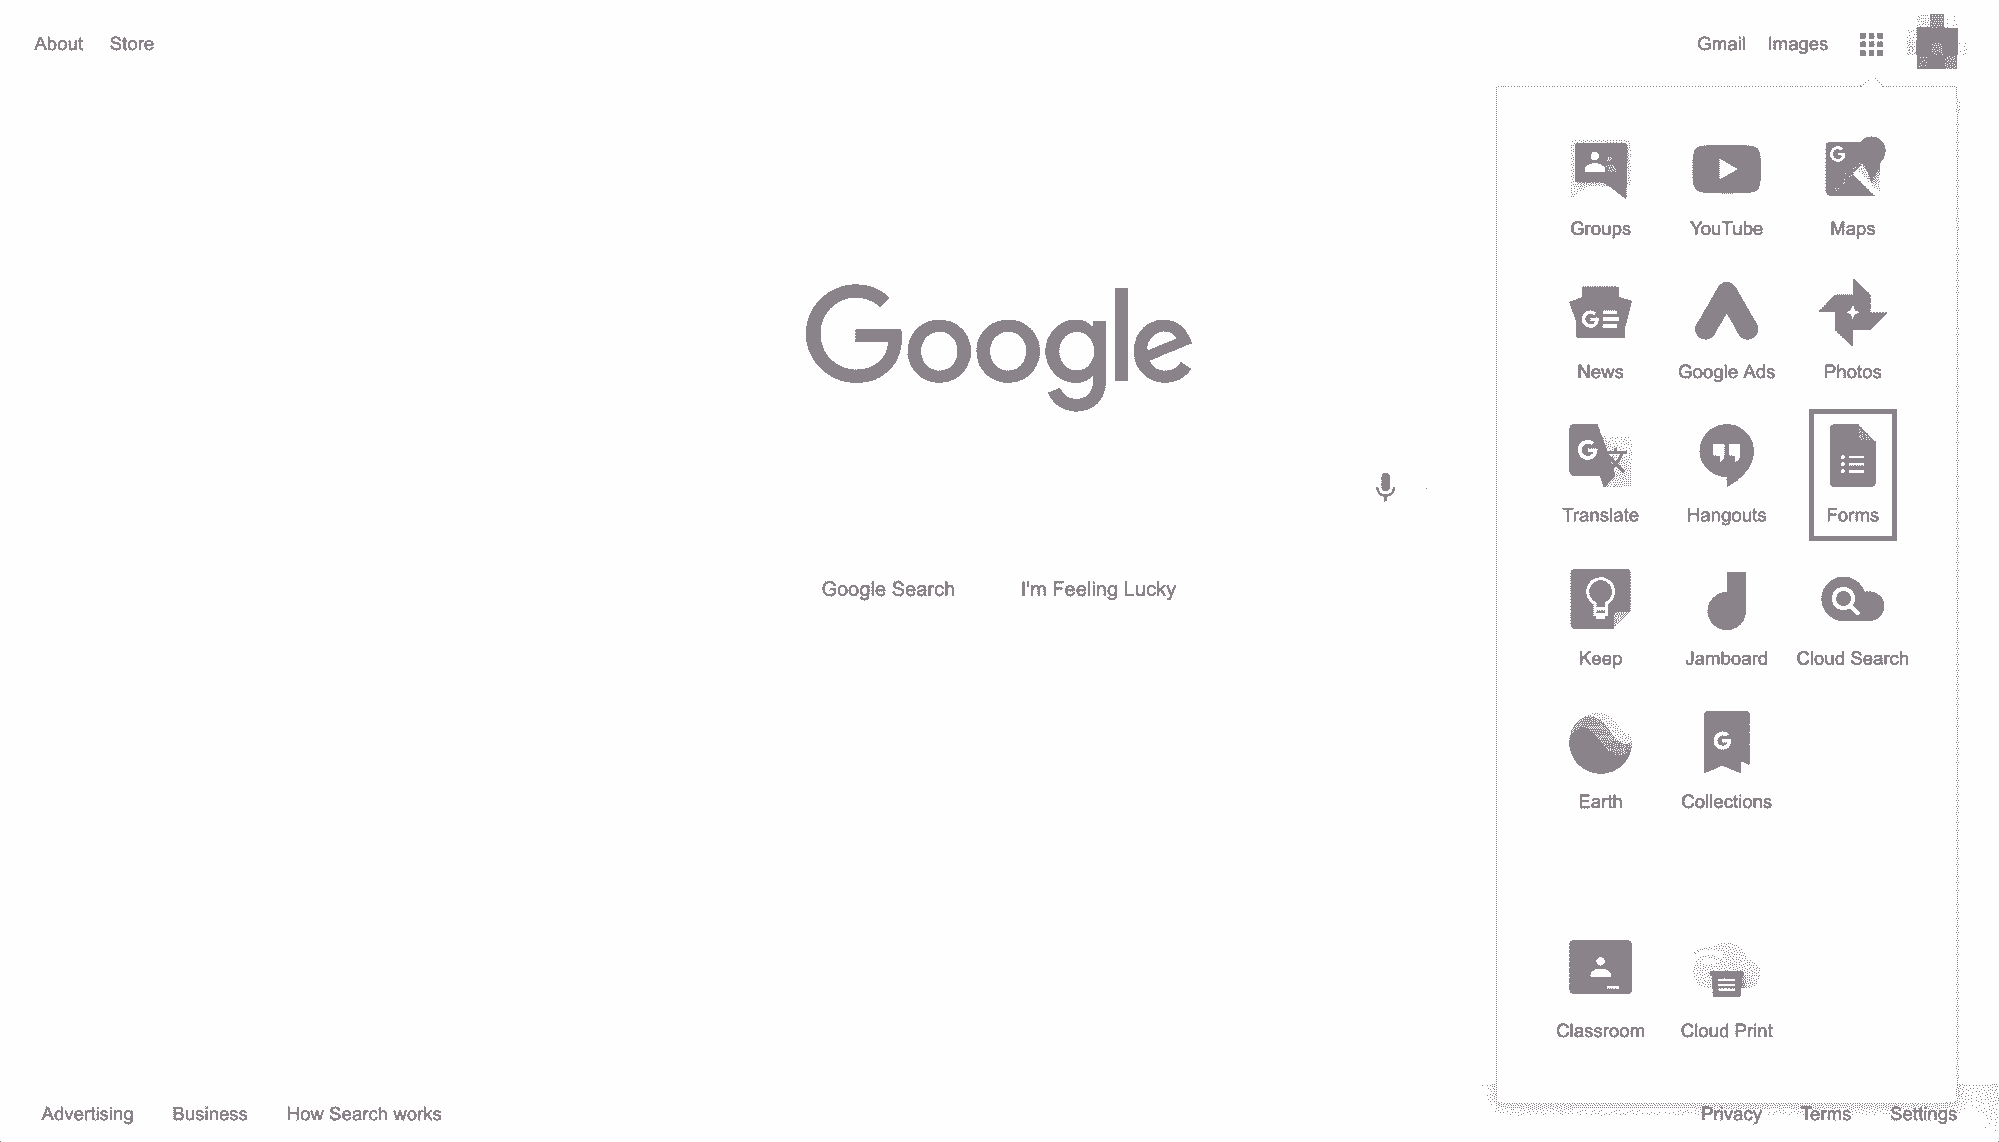 About Store
Gmail Images
Groups YouTube Maps
Google
News Google Ads Photos
Translate Hangouts Forms
Google Search I'm Feeling Lucky
Keep Jamboard Cloud Search
Earth Collections
Classroom Cloud Print
Advertising Business How Search works
Privacy Terms Settings